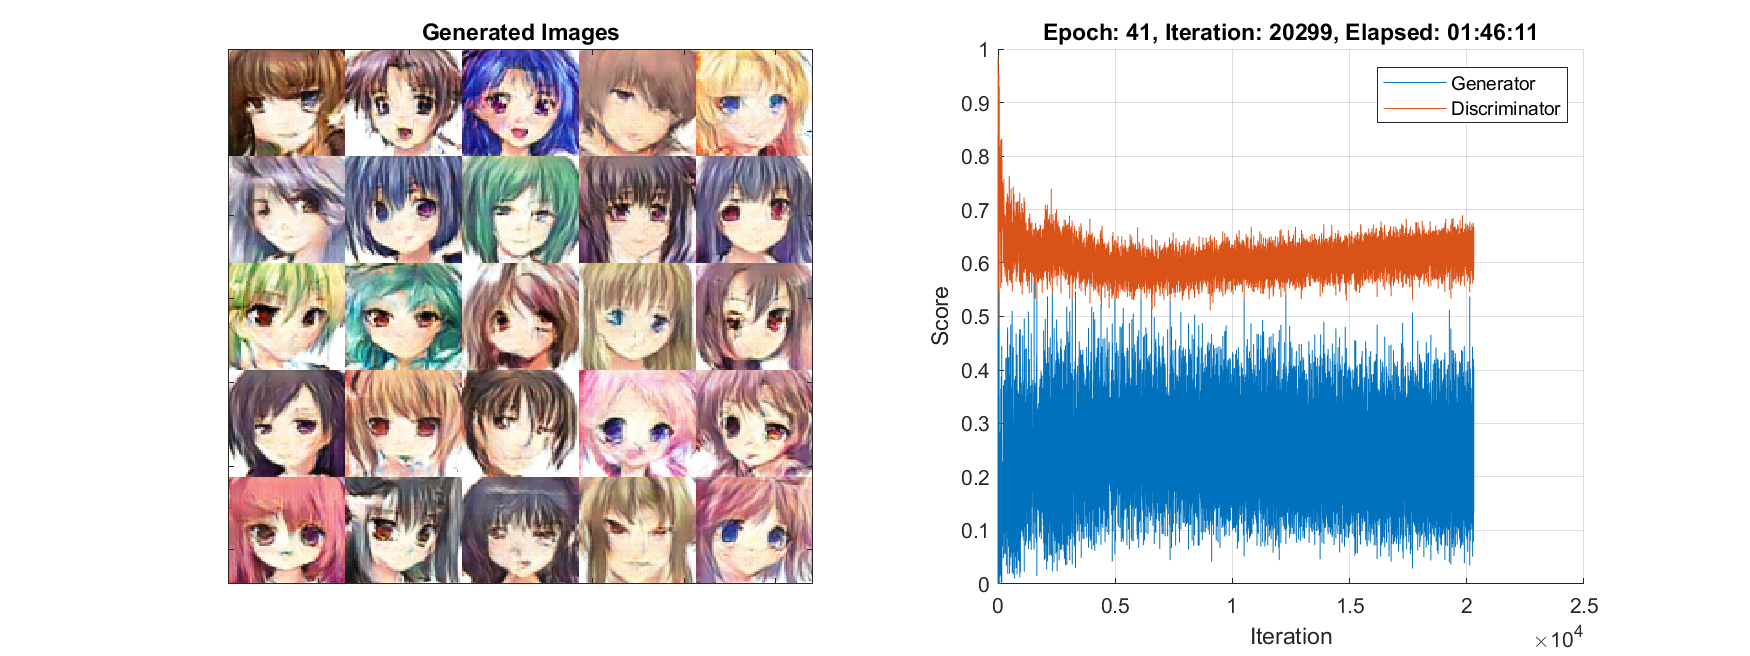 Generated Images
Epoch: 41, Iteration: 20299, Elapsed: 01:46:11
1
0.9
0.8
0.7
0.6
0.5
0.4
0.3
0.2
0.1
0
Score
Generator
Discriminator
0 0.5 1 1.5 2 2.5
Iteration
×10^4